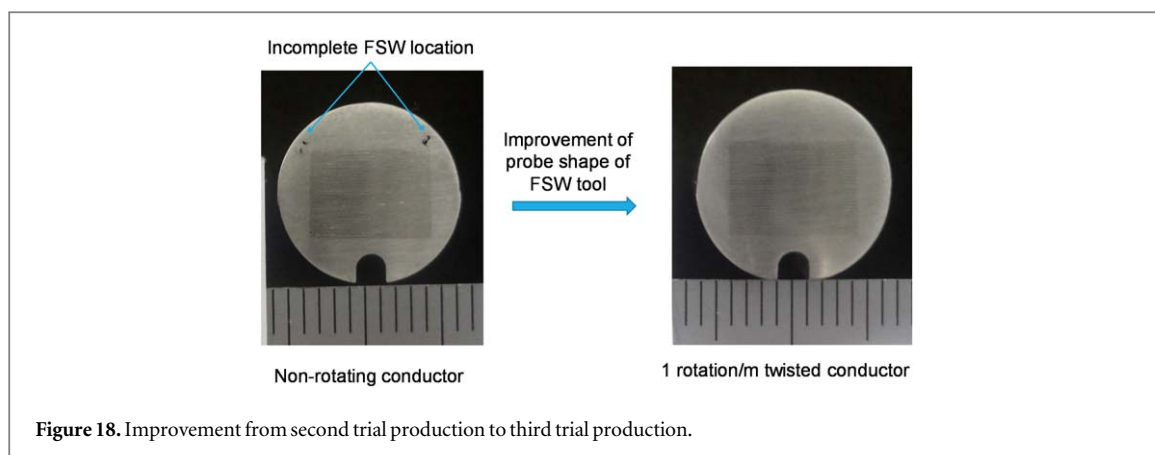 Incomplete FSW location
Improvement of
probe shape of
FSW tool
Non-rotating conductor
1 rotation/m twisted conductor
Figure 18. Improvement from second trial production to third trial production.